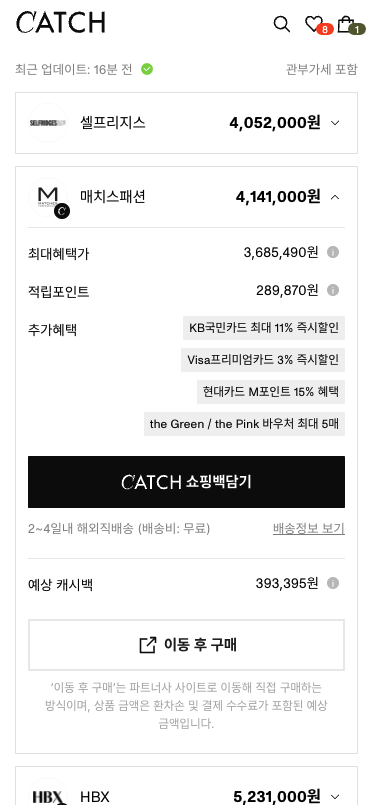 CATCH
8
1
최근 업데이트: 16분 전
관부가세 포함
SELFRIDGES
셀프리지스
4,052,000원
M
매치스패션
4,141,000원
C
최대혜택가
3,685,490원
적립포인트
289,870원
추가혜택
KB국민카드 최대 11% 즉시할인
Visa프리미엄카드 3% 즉시할인
현대카드 M포인트 15% 혜택
the Green / the Pink 바우처 최대 5매
CATCH 쇼핑백담기
2~4일내 해외직배송 (배송비: 무료)
배송정보 보기
예상 캐시백
393,395원
이동 후 구매
‘이동 후 구매’는 파트너사 사이트로 이동해 직접 구매하는
방식이며, 상품 금액은 환차손 및 결제 수수료가 포함된 예상
금액입니다.
HBX
HBX
5,231,000원